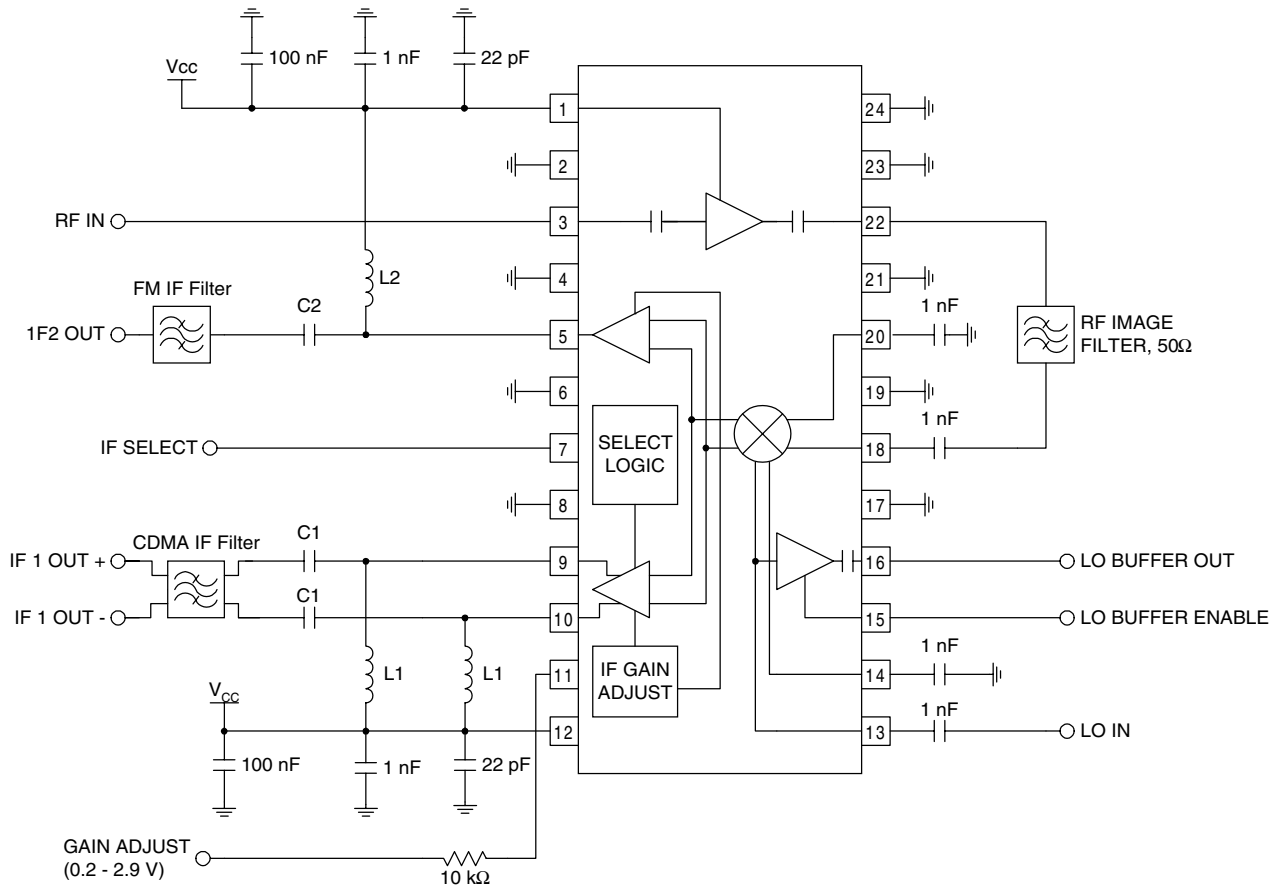 100 nF
1 nF
22 pF
Vcc
1
24
2
23
RF IN
3
22
L2
4
21
FM IF Filter
C2
1 nF
1F2 OUT
5
20
RF IMAGE
FILTER, 50Ω
6
19
1 nF
IF SELECT
7
SELECT
LOGIC
18
8
17
CDMA IF Filter
C1
IF 1 OUT +
9
16
LO BUFFER OUT
C1
IF 1 OUT -
10
15
LO BUFFER ENABLE
L1
L1
11
IF GAIN
ADJUST
14
1 nF
VCC
12
13
1 nF
LO IN
100 nF
1 nF
22 pF
GAIN ADJUST
(0.2 - 2.9 V)
10 kΩ